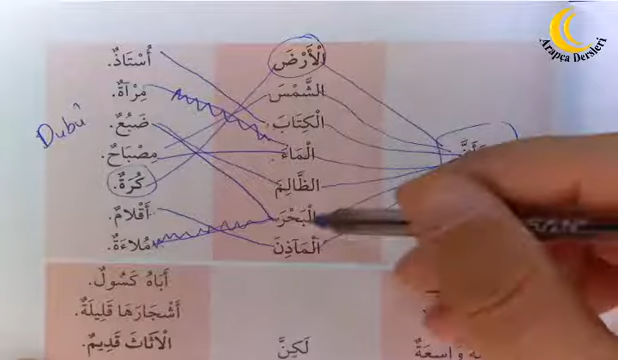 Arapça Dersleri
الْأَرْضَ أُسْتَاذٌ.
الشَّمْسَ مِرْآةٌ.
الْكِتَابَ ضَبُعٌ.
الْمَاءَ مِصْبَاحٌ.
الظَّالِمَ كُرَةٌ.
الْبَحْرَ أَقْلَامٌ.
الْمَآذِنَ مُلَاءَةٌ.
Dubû
أَبَاهُ كَسُولٌ.
أَشْجَارَهَا قَلِيلَةٌ.
لَكِنَّ
الْأَثَاثَ قَدِيمٌ.
وَاسِعَةٌ